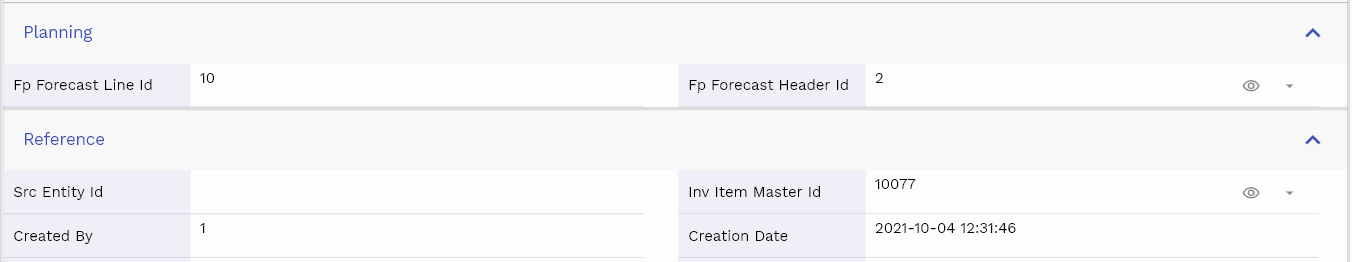 Planning
Fp Forecast Line Id 10 Fp Forecast Header Id 2
Reference
Src Entity Id Inv Item Master Id 10077
Created By 1 Creation Date 2021-10-04 12:31:46